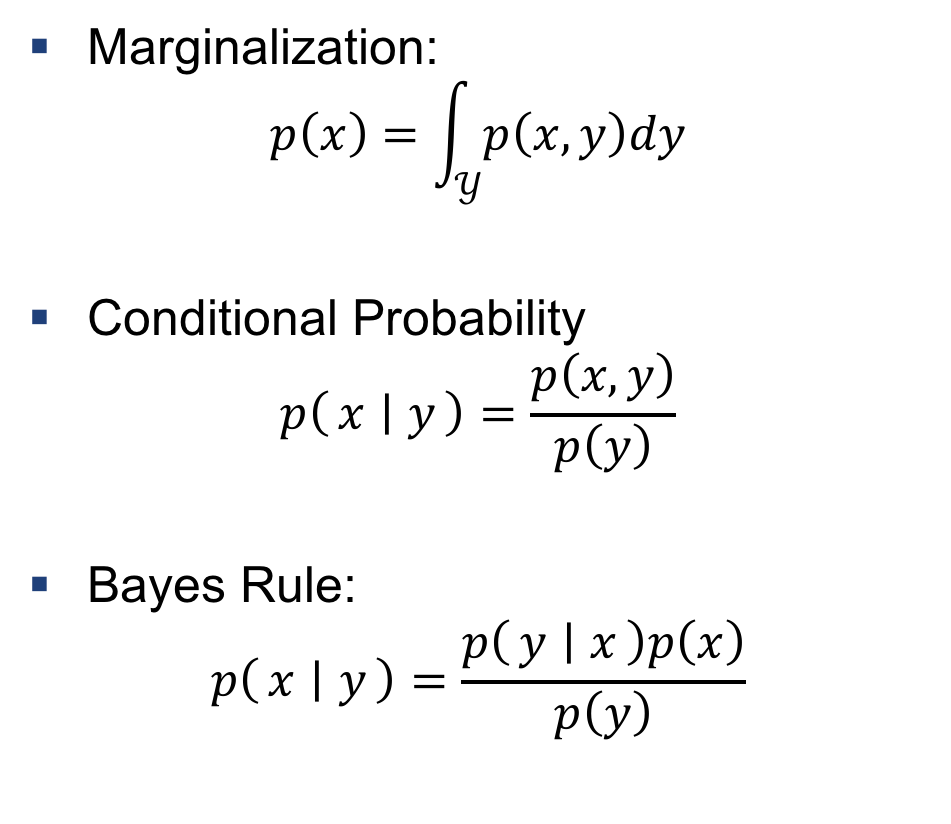 ▪ Marginalization:
p(x) = ∫_𝒴 p(x, y)dy
▪ Conditional Probability
p( x | y ) = p(x, y) / p(y)
▪ Bayes Rule:
p( x | y ) = p( y | x )p(x) / p(y)